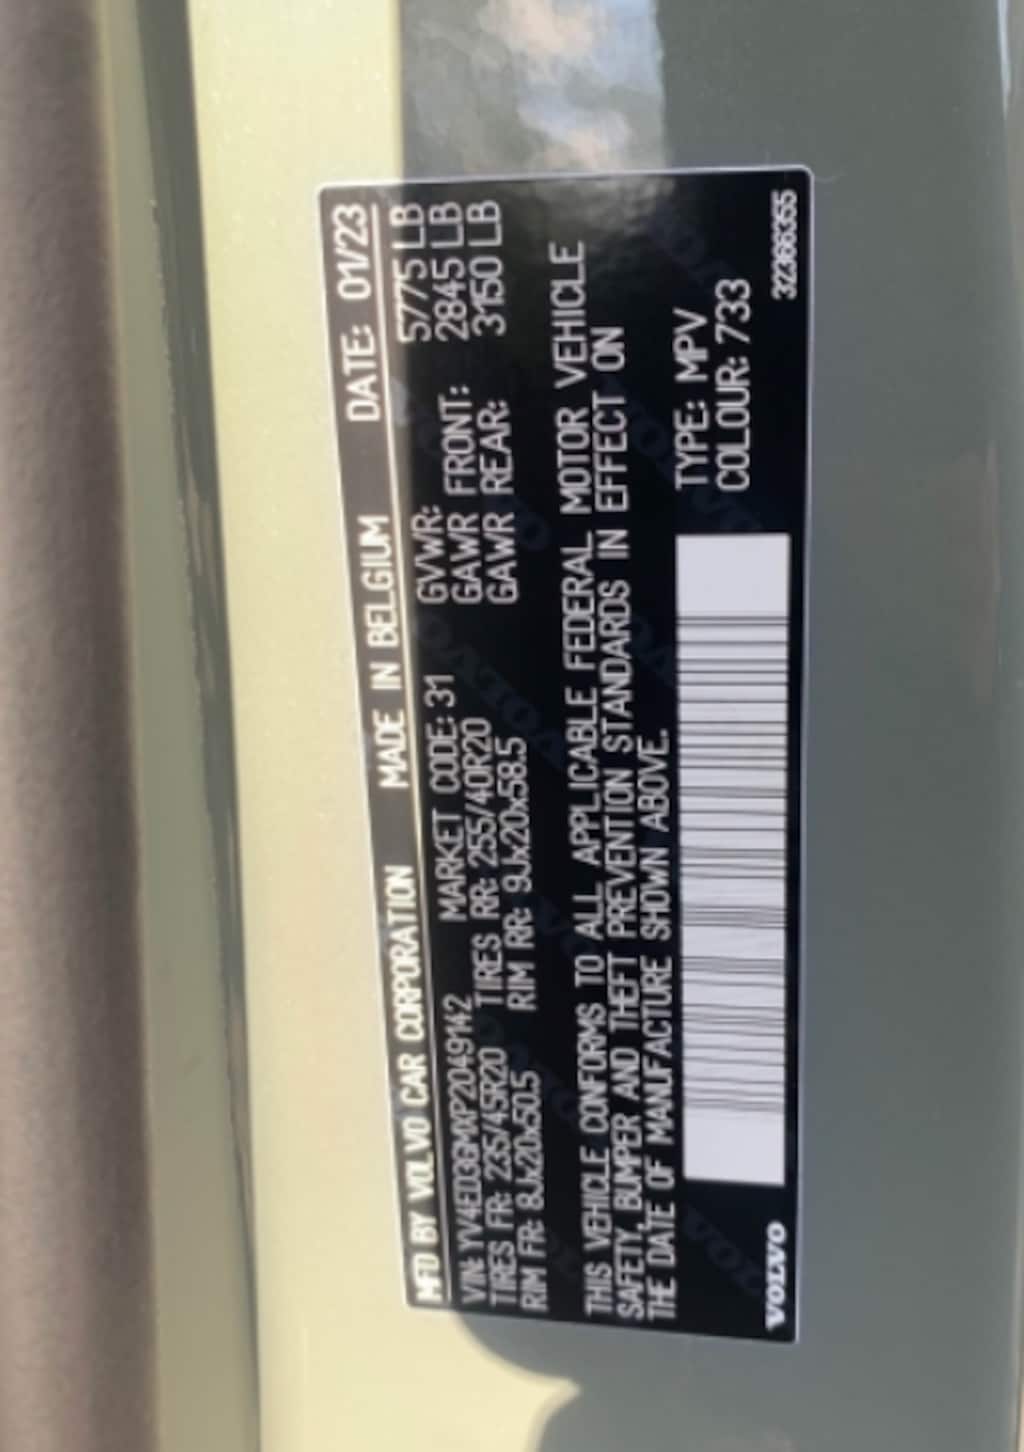 MFD BY VOLVO CAR CORPORATION MADE IN BELGIUM DATE: 01/23
VIN: YV4ED3GMXP2049142 MARKET CODE: 31 GVWR: 5775 LB
TIRES FR: 235/45R20 TIRES RR: 255/40R20 GAWR FRONT: 2845 LB
RIM FR: 8Jx20x50.5 RIM RR: 9Jx20x58.5 GAWR REAR: 3150 LB
THIS VEHICLE CONFORMS TO ALL APPLICABLE FEDERAL MOTOR VEHICLE
SAFETY, BUMPER AND THEFT PREVENTION STANDARDS IN EFFECT ON
THE DATE OF MANUFACTURE SHOWN ABOVE.
TYPE: MPV
COLOUR: 733
VOLVO 32366355